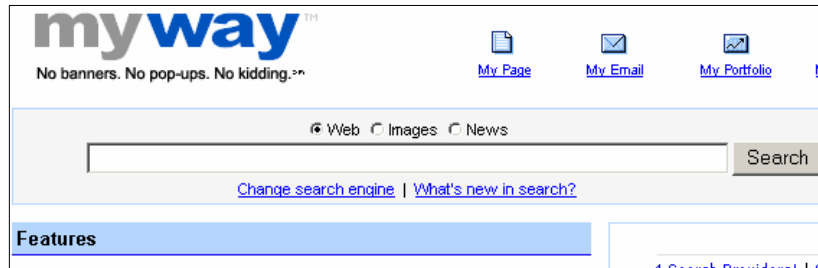 myway™
No banners. No pop-ups. No kidding.℠
My Page My Email My Portfolio
Web Images News
Search
Change search engine | What's new in search?
Features